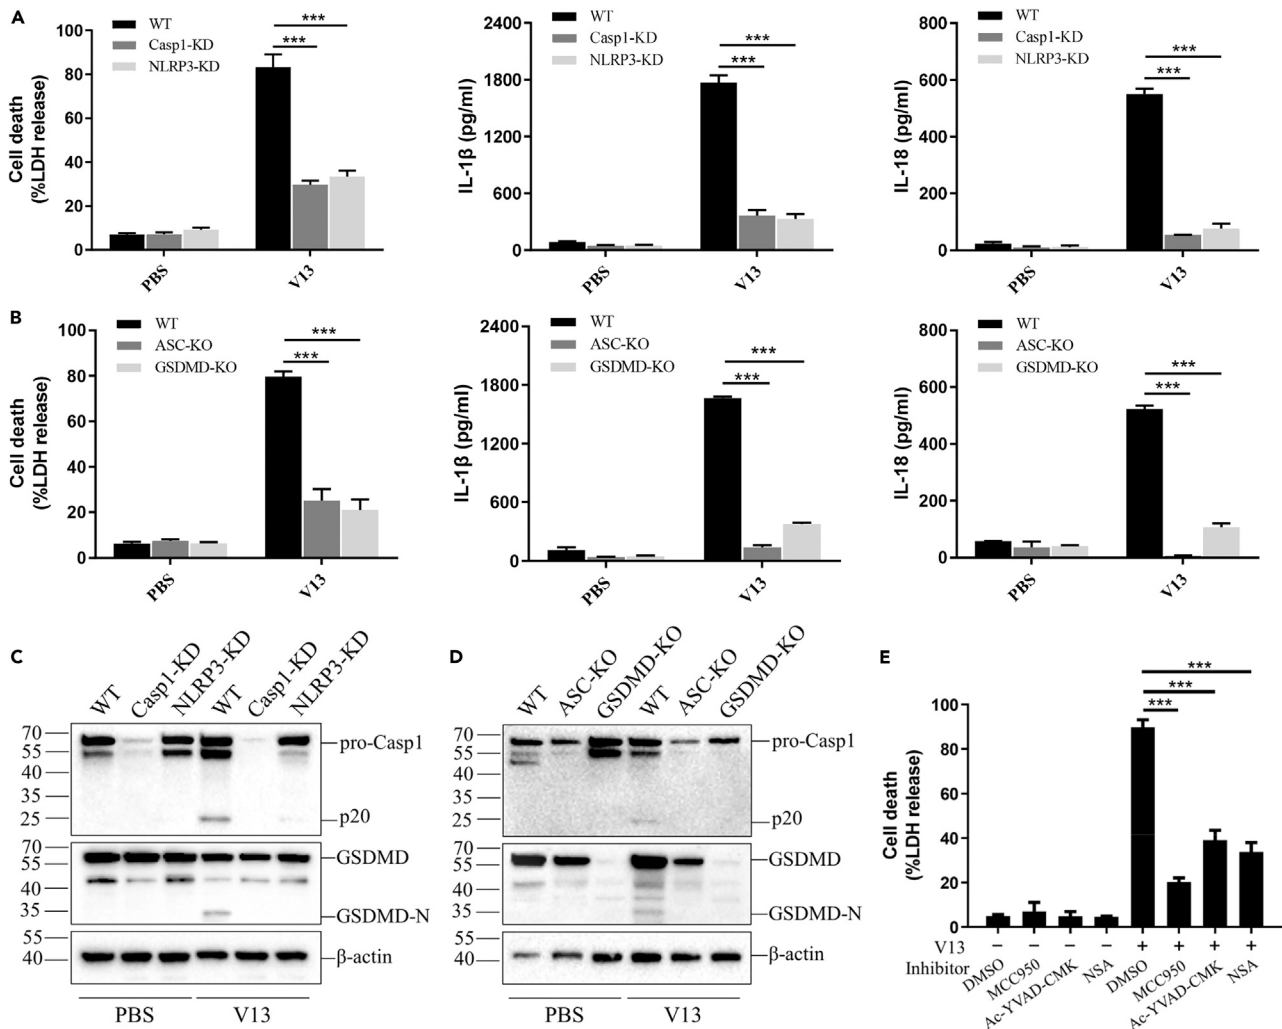 A
Cell death
(%LDH release)
100
80
60
40
20
0
WT
Casp1-KD
NLRP3-KD
***
***
PBS
V13
IL-1β (pg/ml)
2400
1800
1200
600
0
WT
Casp1-KD
NLRP3-KD
***
***
PBS
V13
IL-18 (pg/ml)
800
600
400
200
0
WT
Casp1-KD
NLRP3-KD
***
***
PBS
V13
B
Cell death
(%LDH release)
100
80
60
40
20
0
WT
ASC-KO
GSDMD-KO
***
***
PBS
V13
IL-1β (pg/ml)
2400
1800
1200
600
0
WT
ASC-KO
GSDMD-KO
***
***
PBS
V13
IL-18 (pg/ml)
800
600
400
200
0
WT
ASC-KO
GSDMD-KO
***
***
PBS
V13
C
WT
Casp1-KD
NLRP3-KD
WT
Casp1-KD
NLRP3-KD
70
55
40
35
25
pro-Casp1
p20
70
55
40
35
GSDMD
GSDMD-N
55
40
β-actin
PBS
V13
D
WT
ASC-KO
GSDMD-KO
WT
ASC-KO
GSDMD-KO
70
55
40
35
25
pro-Casp1
p20
70
55
40
35
GSDMD
GSDMD-N
55
40
β-actin
PBS
V13
E
Cell death
(%LDH release)
100
80
60
40
20
0
***
***
***
V13 − − − − + + + +
Inhibitor DMSO MCC950 Ac-YVAD-CMK NSA DMSO MCC950 Ac-YVAD-CMK NSA